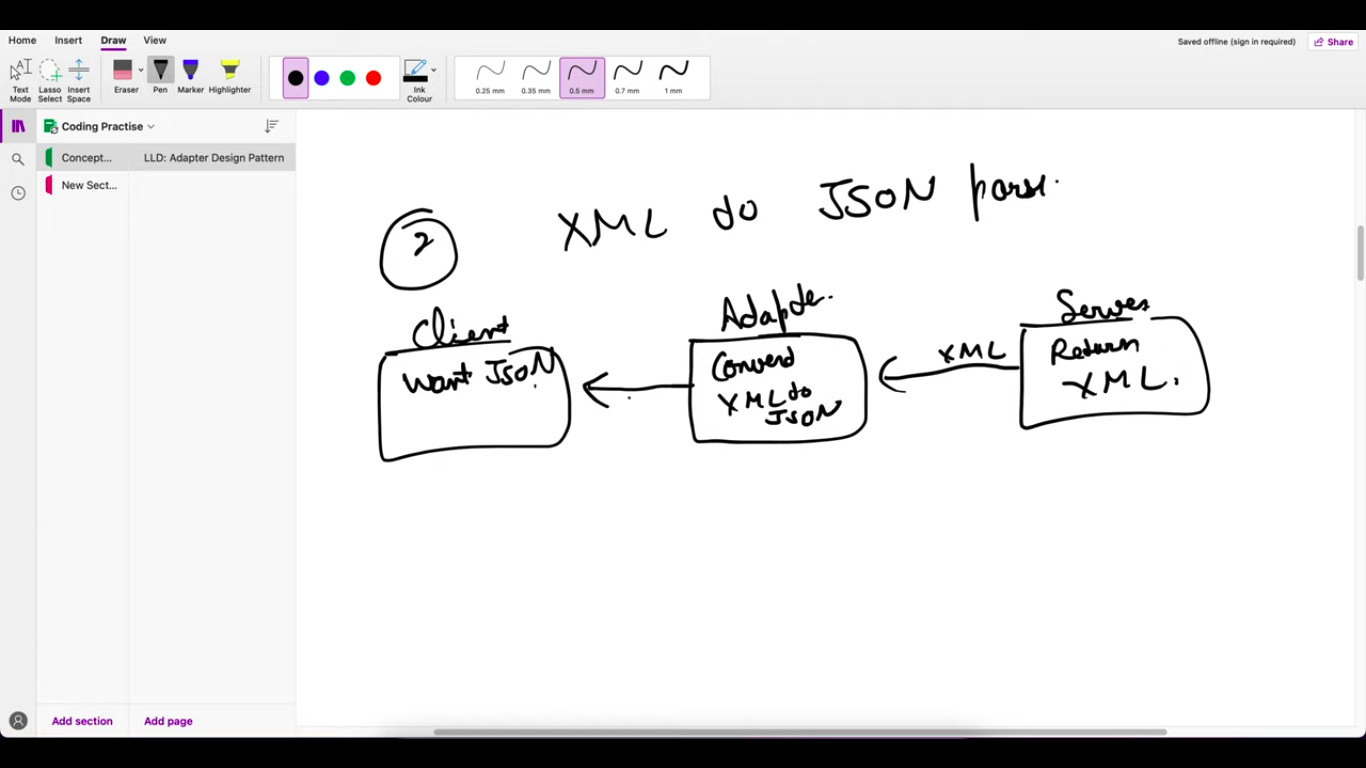 Home Insert Draw View
Saved offline (sign in required) Share
Text Mode
Lasso Select
Insert Space
Eraser
Pen
Marker
Highlighter
Ink Colour
0.25 mm
0.35 mm
0.5 mm
0.7 mm
1 mm
Coding Practise
Concept...
LLD: Adapter Design Pattern
New Sect...
2
XML to JSON
Client
Want JSON
Adapter
Convert
XML to
JSON
XML
Server
Return
XML.
Add section
Add page